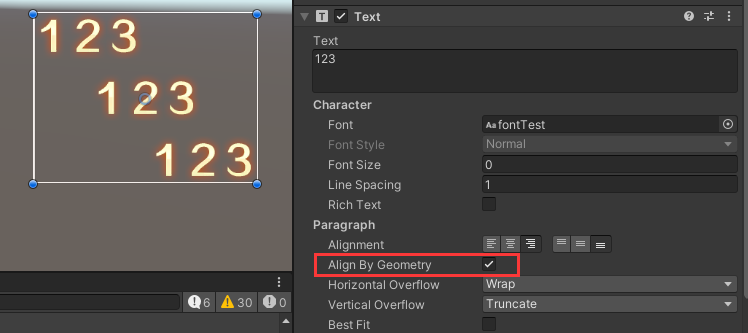 123
123
123
6 30 0
Text
Text
123
Character
Font Aa fontTest
Font Style Normal
Font Size 0
Line Spacing 1
Rich Text
Paragraph
Alignment
Align By Geometry
Horizontal Overflow Wrap
Vertical Overflow Truncate
Best Fit